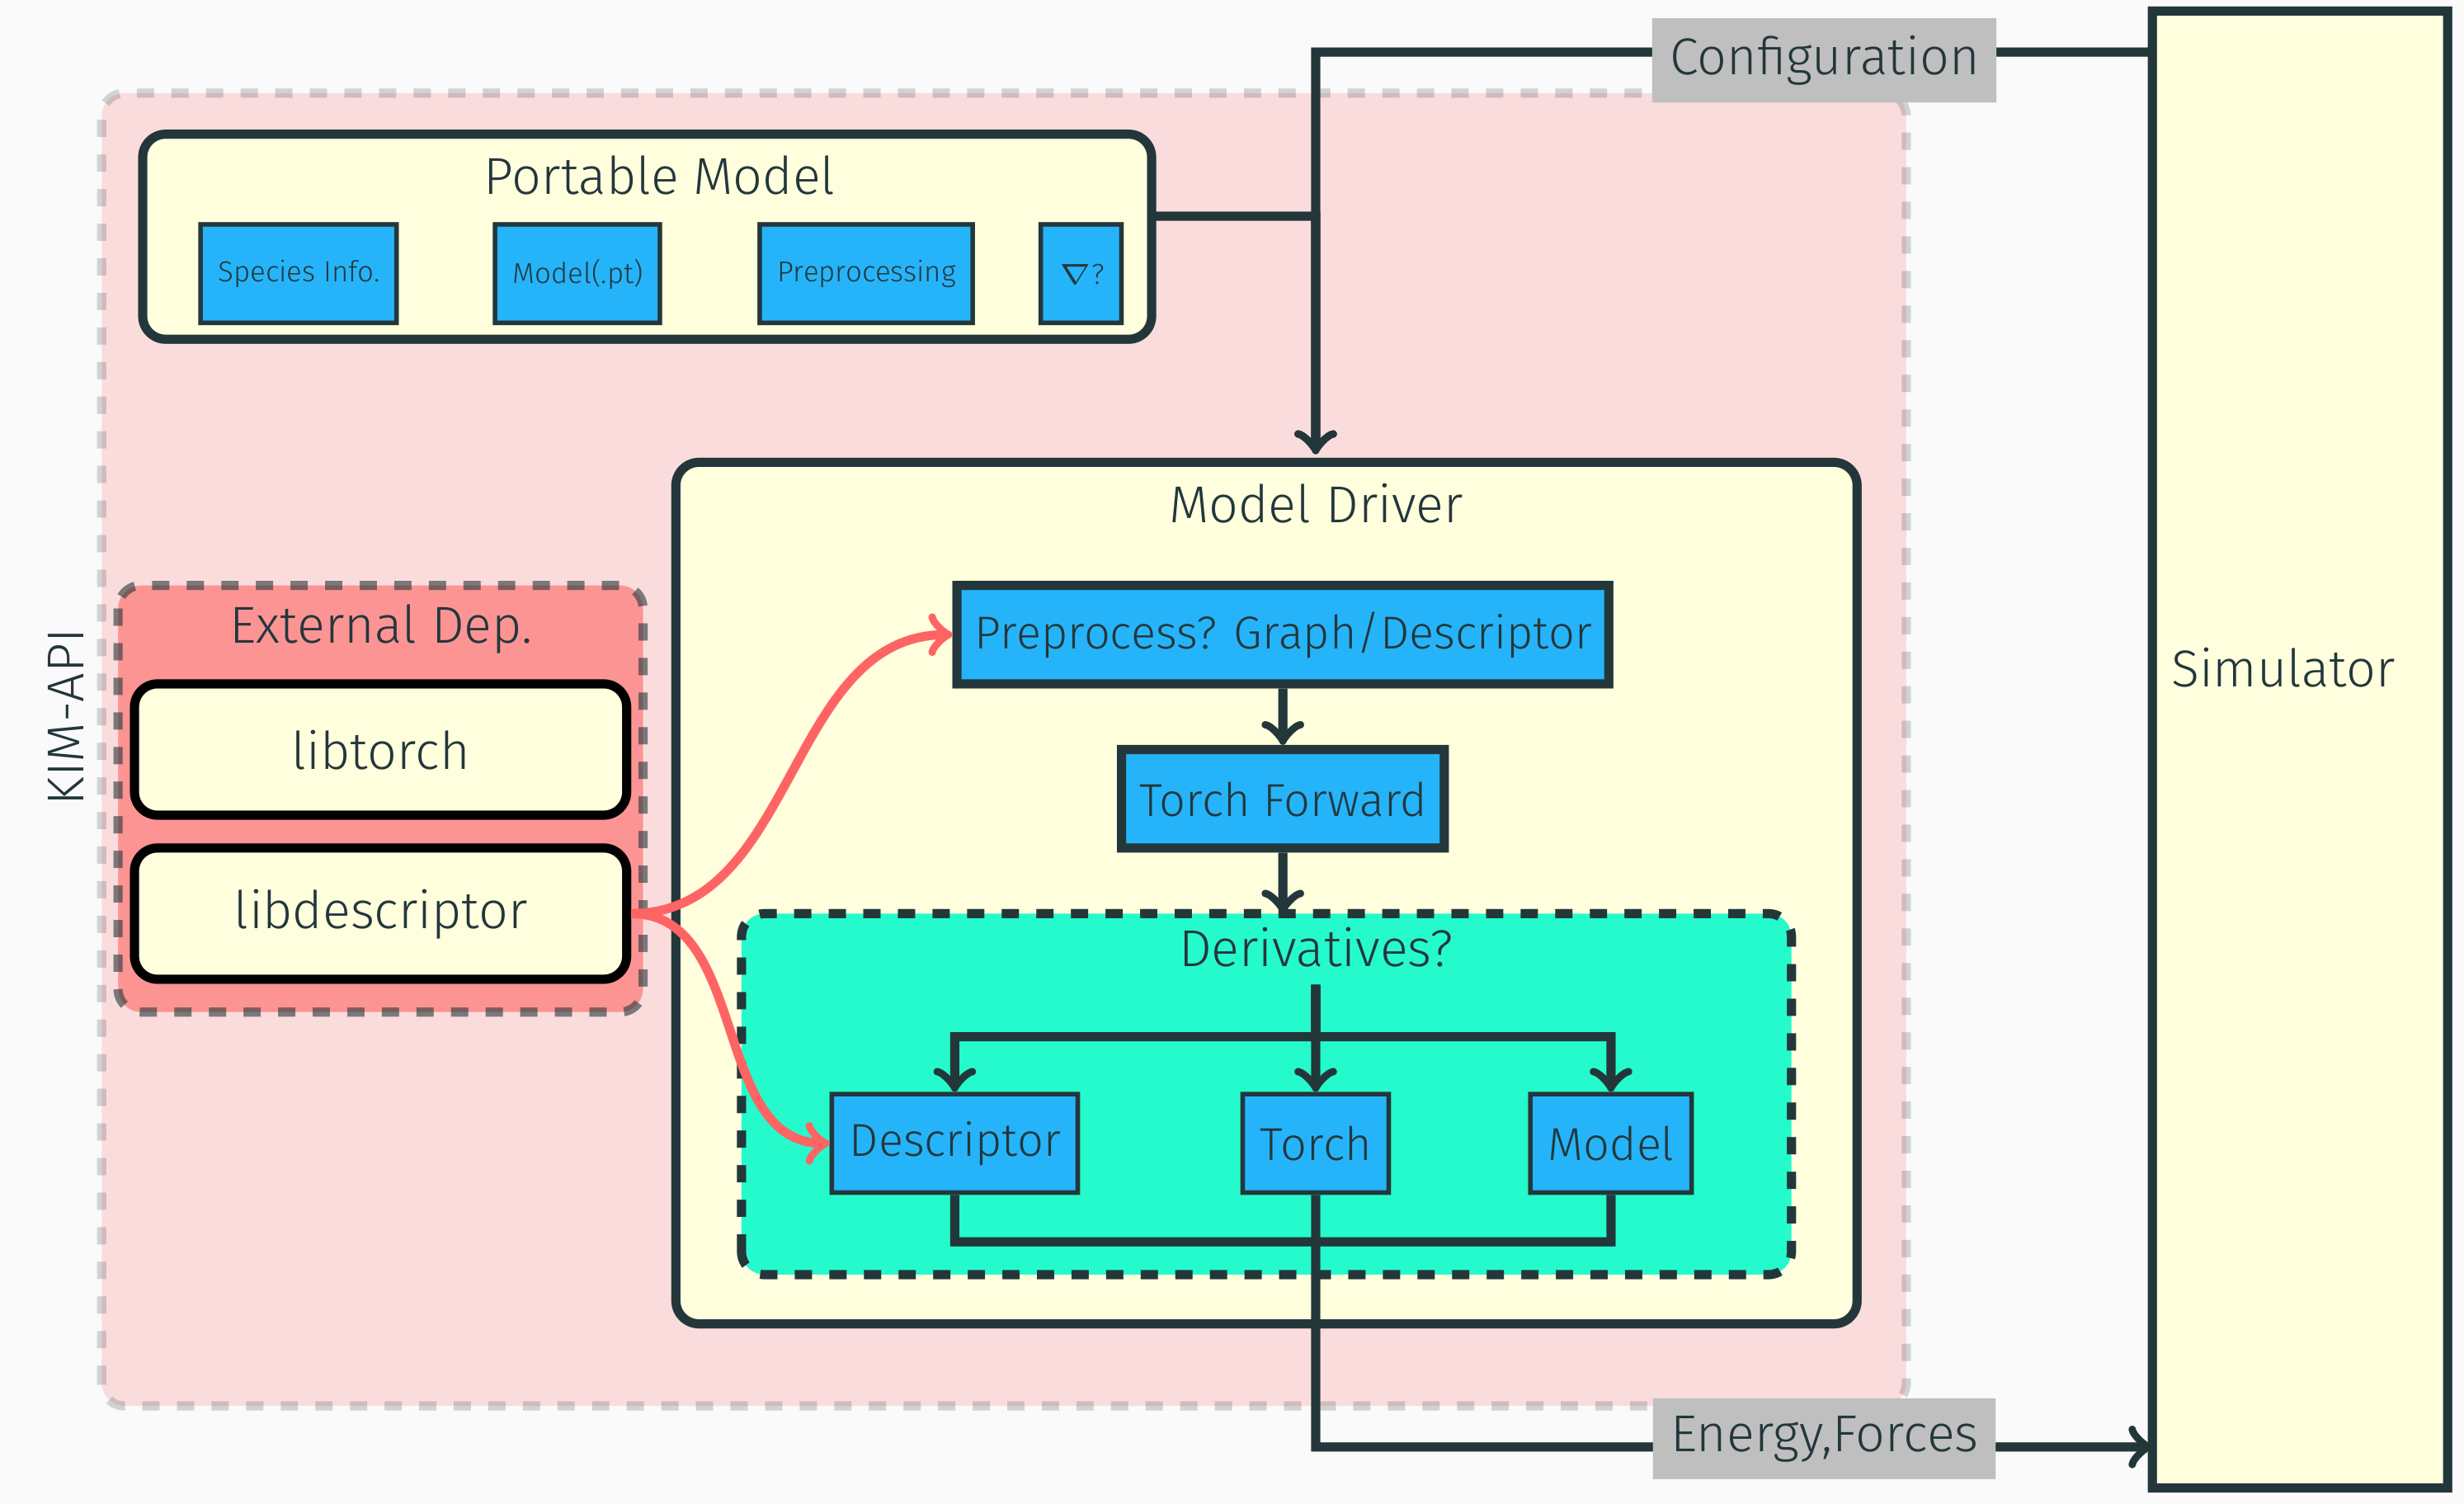 Configuration
Portable Model
Species Info.
Model(.pt)
Preprocessing
▽?
Model Driver
Preprocess? Graph/Descriptor
External Dep.
KIM-API
libtorch
libdescriptor
Torch Forward
Simulator
Derivatives?
Descriptor
Torch
Model
Energy,Forces